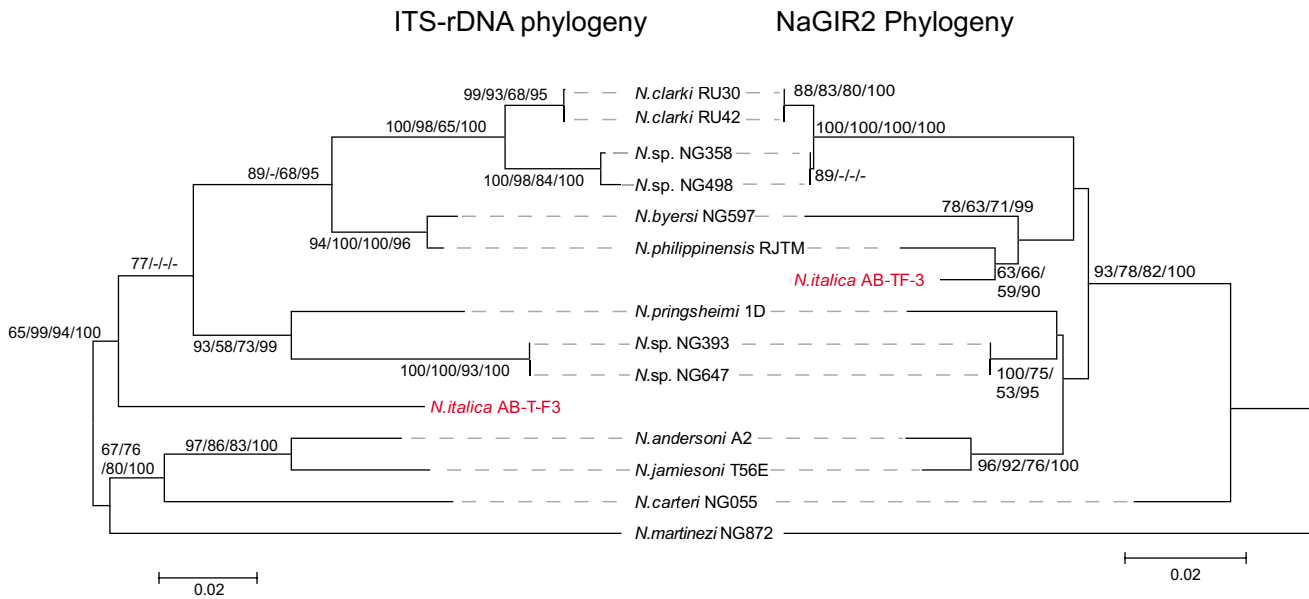 ITS-rDNA phylogeny
NaGIR2 Phylogeny
99/93/68/95
N.clarki RU30
88/83/80/100
100/98/65/100
N.clarki RU42
100/100/100/100
N.sp. NG358
89/-/68/95
100/98/84/100
N.sp. NG498
89/-/-/-
94/100/100/96
N.byersi NG597
78/63/71/99
N.philippinensis RJTM
77/-/-/-
N.italica AB-TF-3
63/66/
59/90
93/78/82/100
N.pringsheimi 1D
65/99/94/100
93/58/73/99
N.sp. NG393
100/100/93/100
N.sp. NG647
100/75/
53/95
N.italica AB-T-F3
67/76
/80/100
97/86/83/100
N.andersoni A2
N.jamiesoni T56E
96/92/76/100
N.carteri NG055
N.martinezi NG872
0.02
0.02